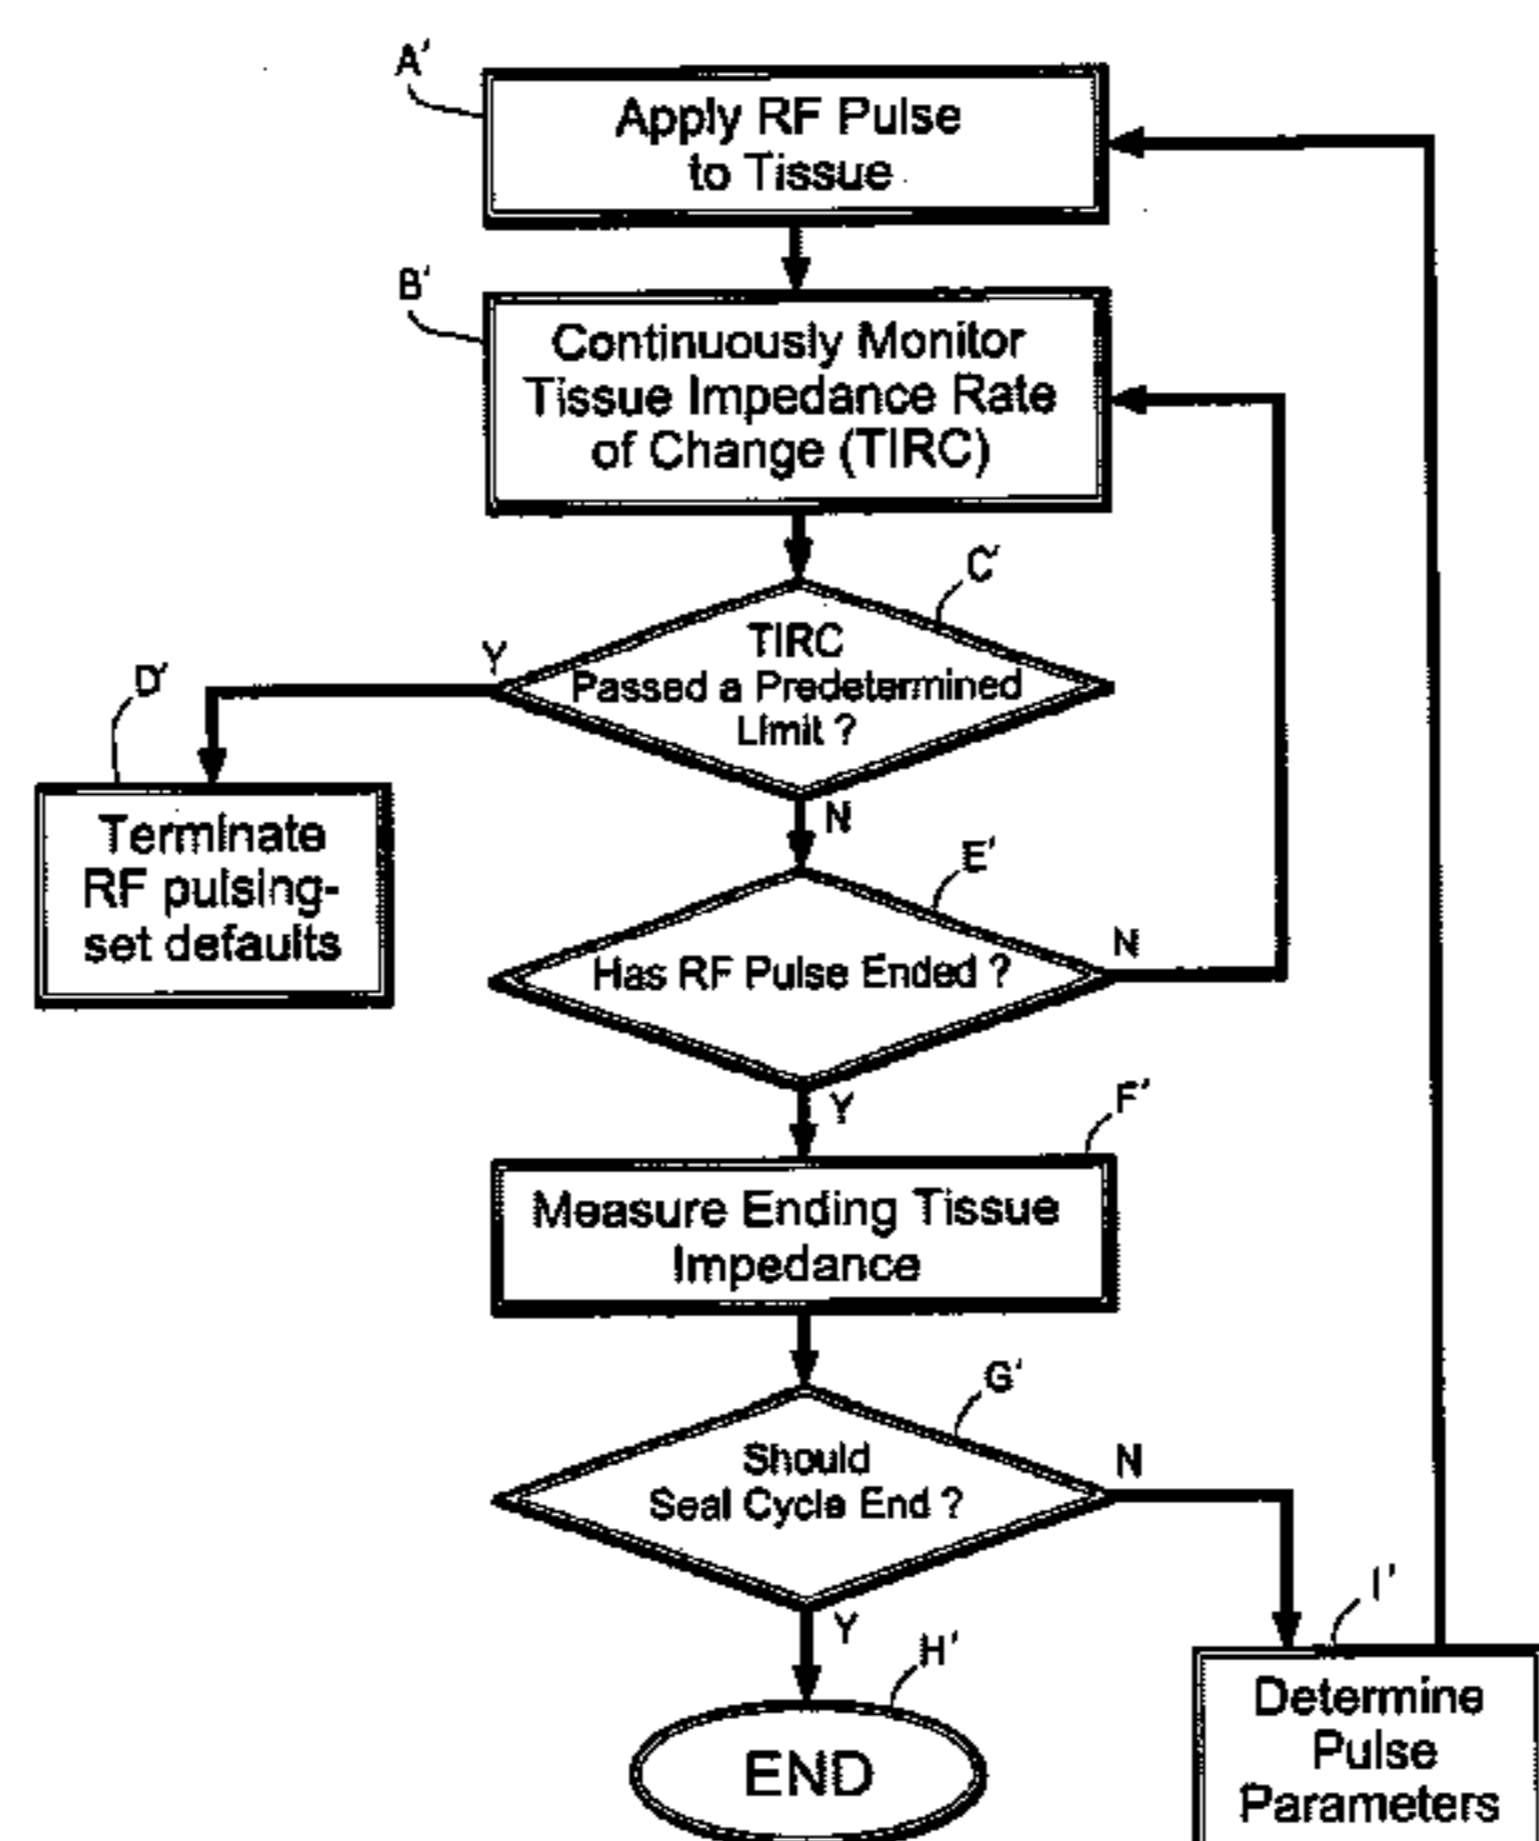 A'
Apply RF Pulse
to Tissue
B'
Continuously Monitor
Tissue Impedance Rate
of Change (TIRC)
C'
TIRC
Passed a Predetermined
Limit ?
Y
N
D'
Terminate
RF pulsing-
set defaults
E'
Has RF Pulse Ended ?
N
Y
F'
Measure Ending Tissue
Impedance
G'
Should
Seal Cycle End ?
N
Y
H'
END
I'
Determine
Pulse
Parameters